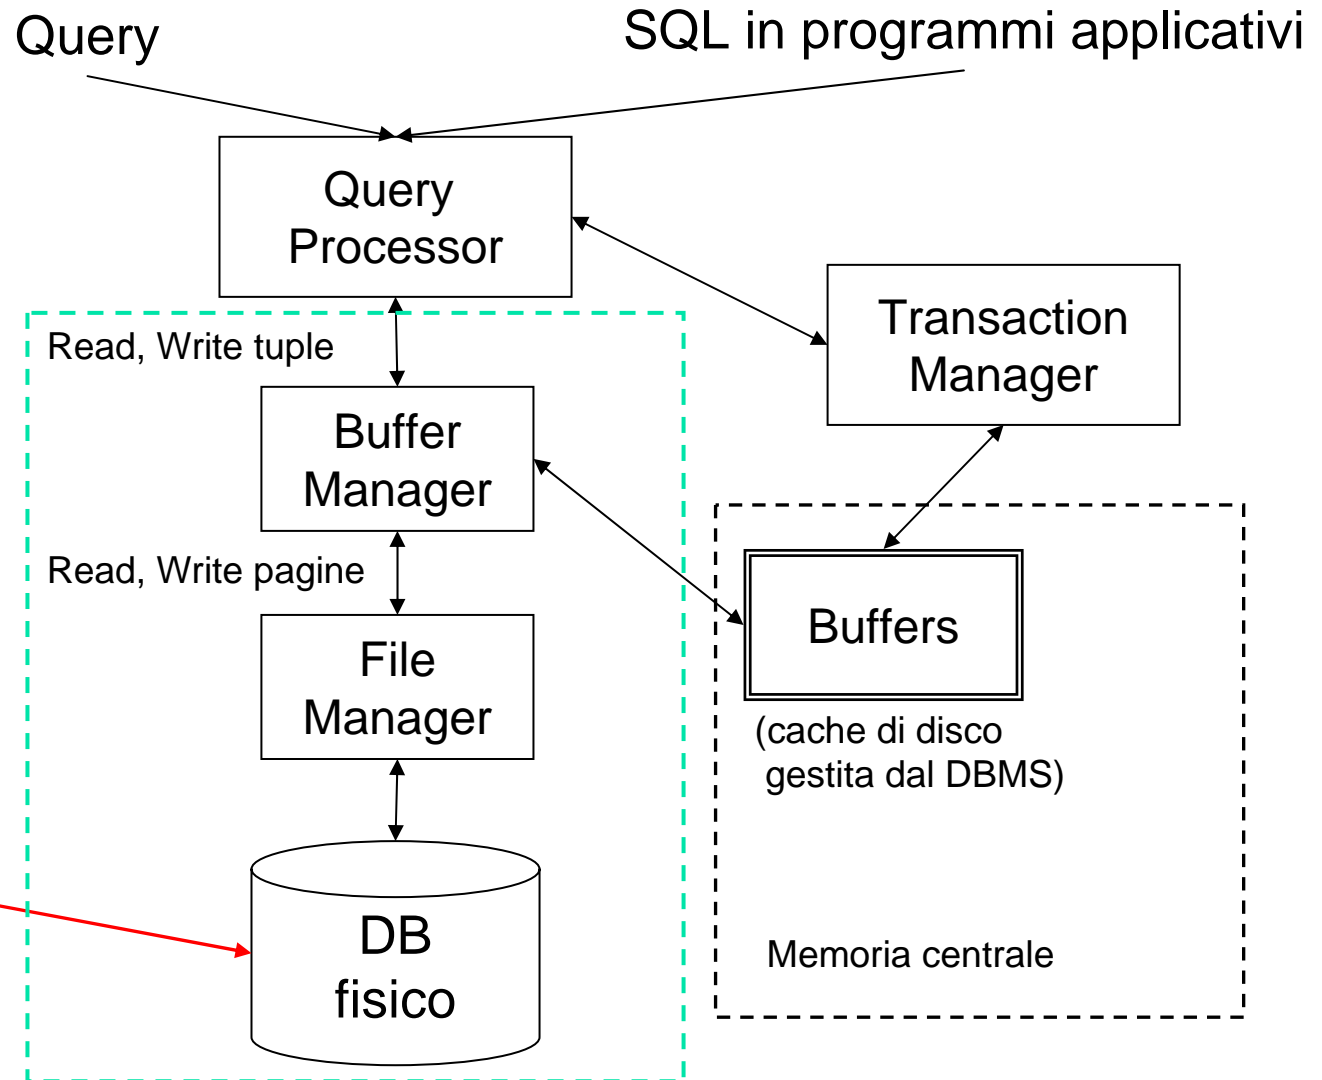 Query
SQL in programmi applicativi
Query
Processor
Transaction
Manager
Read, Write tuple
Buffer
Manager
Read, Write pagine
Buffers
File
Manager
(cache di disco
gestita dal DBMS)
DB
fisico
Memoria centrale